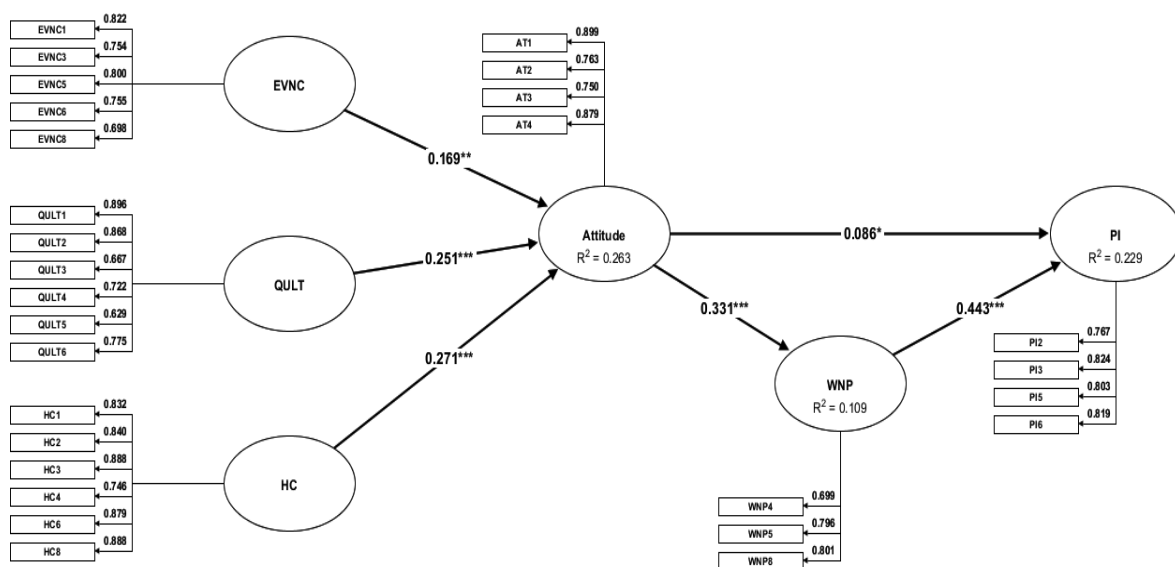 EVNC1
0.822
EVNC3
0.754
EVNC5
0.800
EVNC6
0.755
EVNC8
0.698
EVNC
AT1
0.899
AT2
0.763
AT3
0.750
AT4
0.879
0.169**
QULT1
0.896
QULT2
0.868
QULT3
0.667
QULT4
0.722
QULT5
0.629
QULT6
0.775
QULT
0.251***
Attitude
R² = 0.263
0.086*
PI
R² = 0.229
0.271***
0.331***
0.443***
PI2
0.767
PI3
0.824
PI5
0.803
PI6
0.819
WNP
R² = 0.109
HC1
0.832
HC2
0.840
HC3
0.888
HC4
0.746
HC6
0.879
HC8
0.888
HC
WNP4
0.699
WNP5
0.796
WNP8
0.801